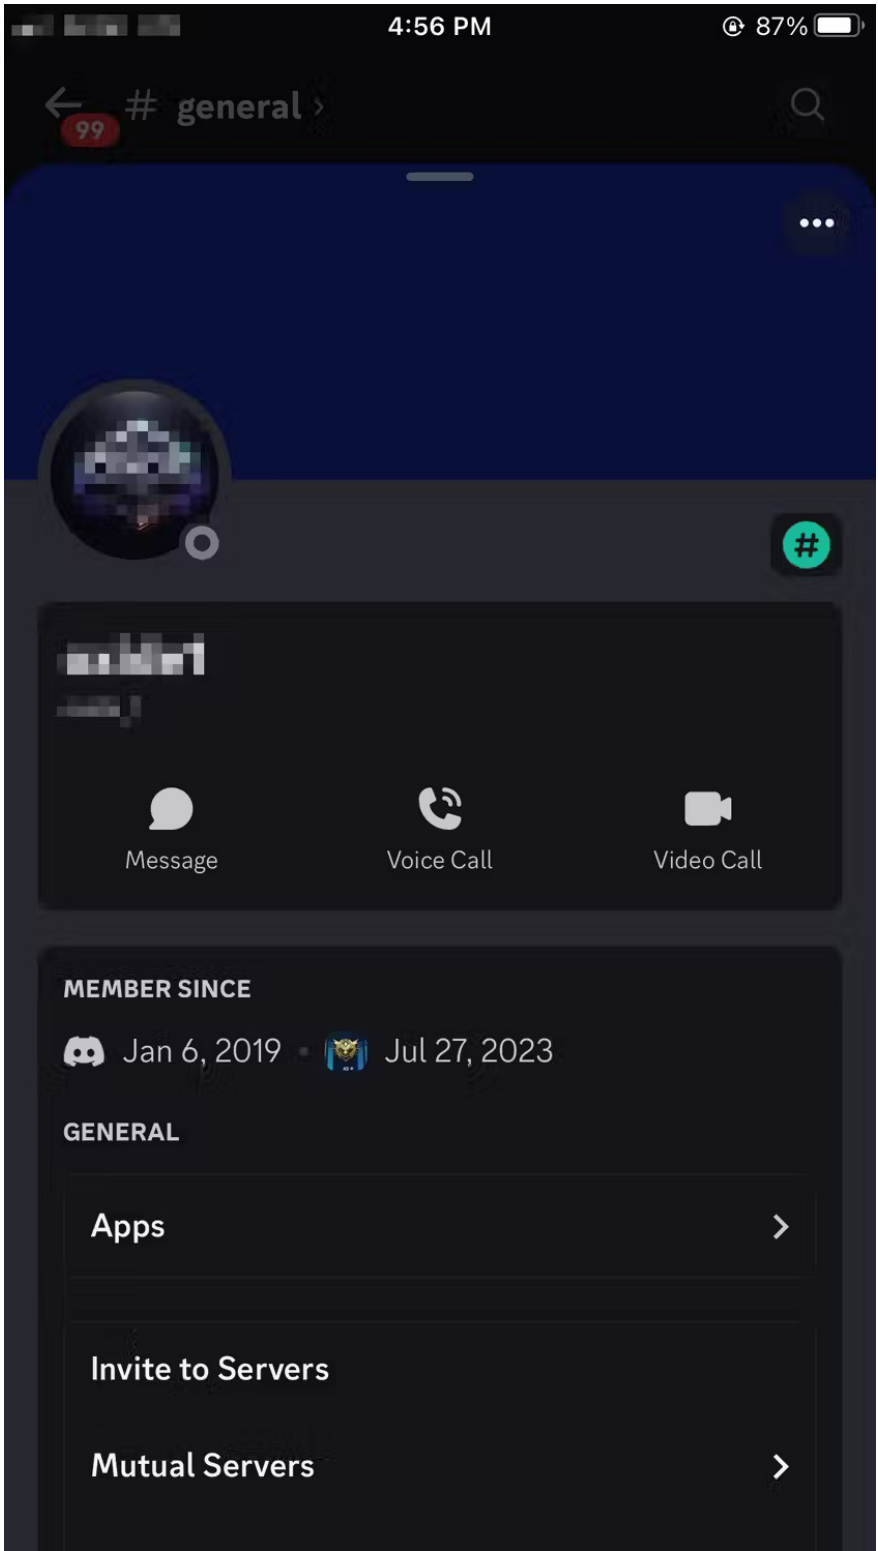 4:56 PM 87%
# general
99
#
Message Voice Call Video Call
MEMBER SINCE
Jan 6, 2019 Jul 27, 2023
GENERAL
Apps
Invite to Servers
Mutual Servers